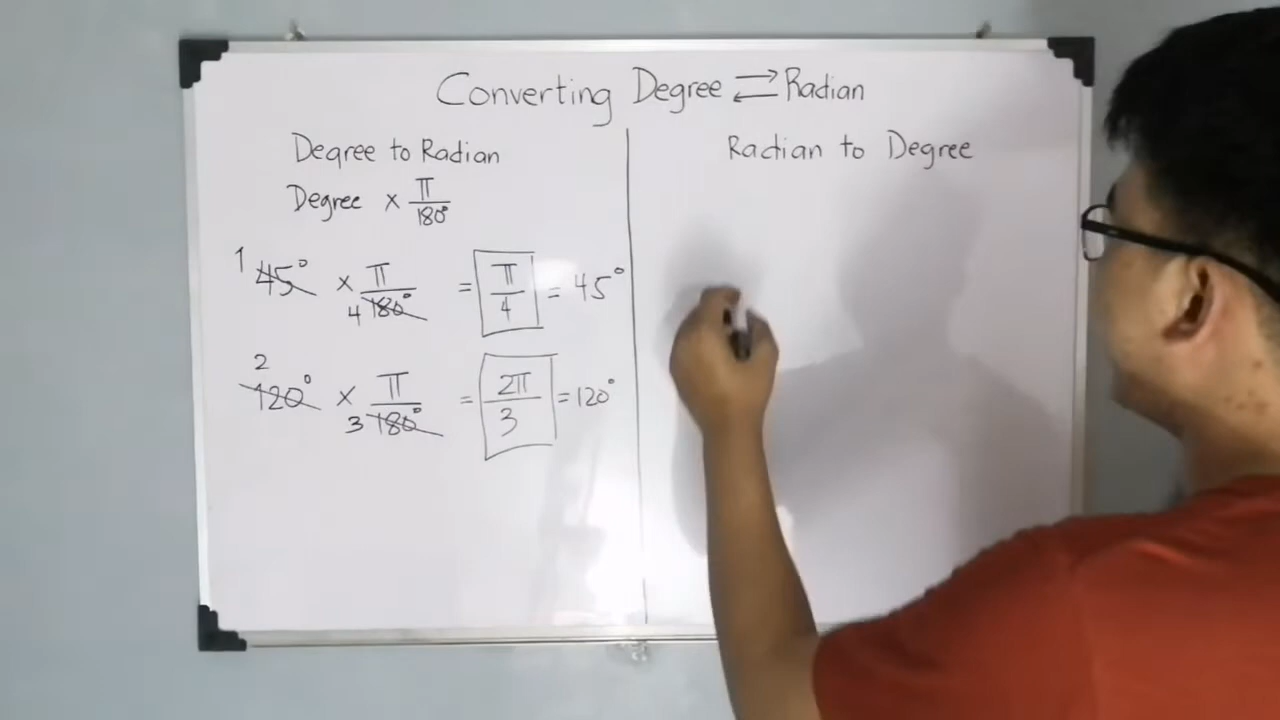 Converting Degree ⇄ Radian
Degree to Radian
Degree × π/180°
1 45° × π/4 180° = π/4 = 45°
2 120° × π/3 180° = 2π/3 = 120°
Radian to Degree